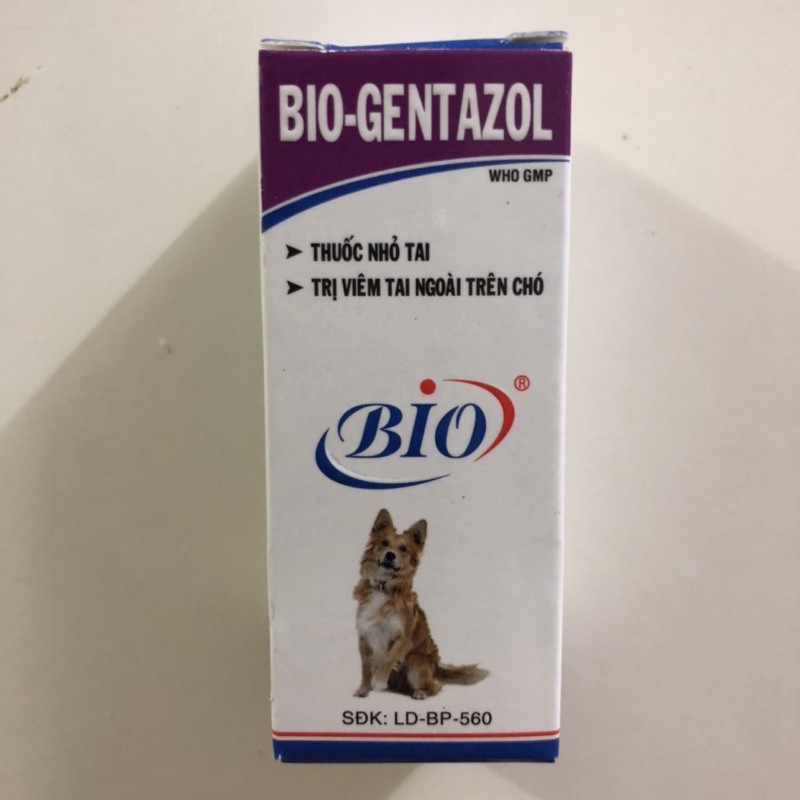 BIO-GENTAZOL
WHO GMP
➤ THUỐC NHỎ TAI
➤ TRỊ VIÊM TAI NGOÀI TRÊN CHÓ
BIO®
SĐK: LD-BP-560